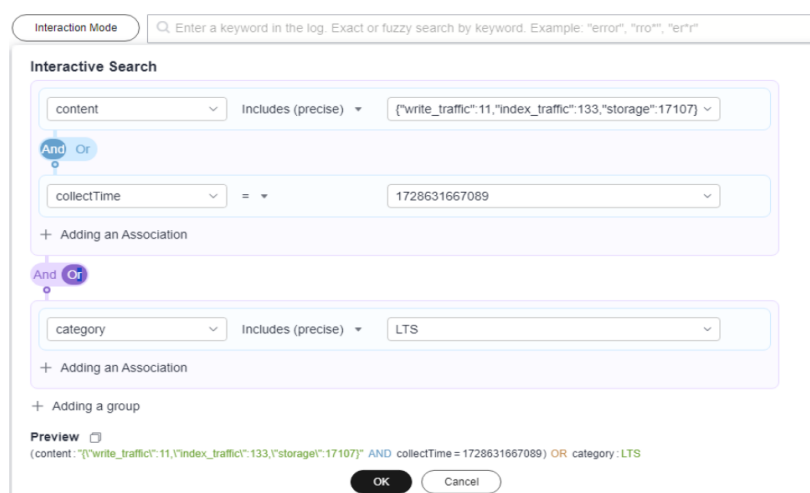 Interaction Mode Enter a keyword in the log. Exact or fuzzy search by keyword. Example: "error", "rro*", "er*r"
Interactive Search
content Includes (precise) {"write_traffic":11,"index_traffic":133,"storage":17107}
And Or
collectTime = 1728631667089
+ Adding an Association
And Or
category Includes (precise) LTS
+ Adding an Association
+ Adding a group
Preview
(content : "{\"write_traffic\":11,\"index_traffic\":133,\"storage\":17107}" AND collectTime = 1728631667089) OR category : LTS
OK Cancel